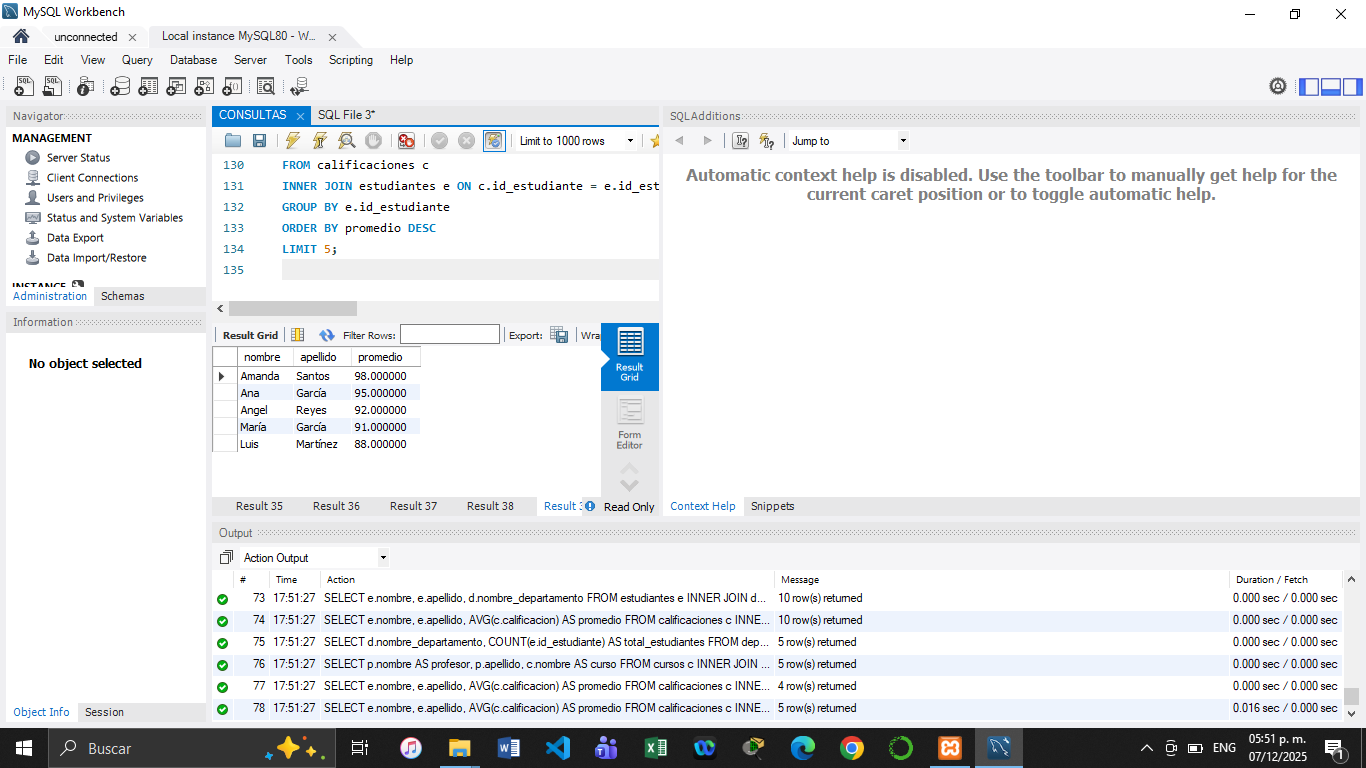 MySQL Workbench
unconnected
Local instance MySQL80 - W...
File Edit View Query Database Server Tools Scripting Help
Navigator
MANAGEMENT
Server Status
Client Connections
Users and Privileges
Status and System Variables
Data Export
Data Import/Restore
INSTANCE
Administration Schemas
Information
No object selected
Object Info Session
CONSULTAS SQL File 3*
Limit to 1000 rows
130 FROM calificaciones c
131 INNER JOIN estudiantes e ON c.id_estudiante = e.id_est
132 GROUP BY e.id_estudiante
133 ORDER BY promedio DESC
134 LIMIT 5;
135
Result Grid Filter Rows: Export: Wra
nombre apellido promedio
Amanda Santos 98.000000
Ana García 95.000000
Angel Reyes 92.000000
María García 91.000000
Luis Martínez 88.000000
Result Grid
Form Editor
Result 35 Result 36 Result 37 Result 38 Result 3 Read Only
SQLAdditions
Jump to
Automatic context help is disabled. Use the toolbar to manually get help for the
current caret position or to toggle automatic help.
Context Help Snippets
Output
Action Output
# Time Action Message Duration / Fetch
73 17:51:27 SELECT e.nombre, e.apellido, d.nombre_departamento FROM estudiantes e INNER JOIN d... 10 row(s) returned 0.000 sec / 0.000 sec
74 17:51:27 SELECT e.nombre, e.apellido, AVG(c.calificacion) AS promedio FROM calificaciones c INNE... 10 row(s) returned 0.000 sec / 0.000 sec
75 17:51:27 SELECT d.nombre_departamento, COUNT(e.id_estudiante) AS total_estudiantes FROM dep... 5 row(s) returned 0.000 sec / 0.000 sec
76 17:51:27 SELECT p.nombre AS profesor, p.apellido, c.nombre AS curso FROM cursos c INNER JOIN ... 5 row(s) returned 0.000 sec / 0.000 sec
77 17:51:27 SELECT e.nombre, e.apellido, AVG(c.calificacion) AS promedio FROM calificaciones c INNE... 4 row(s) returned 0.000 sec / 0.000 sec
78 17:51:27 SELECT e.nombre, e.apellido, AVG(c.calificacion) AS promedio FROM calificaciones c INNE... 5 row(s) returned 0.016 sec / 0.000 sec
Buscar
ENG
05:51 p. m.
07/12/2025
1